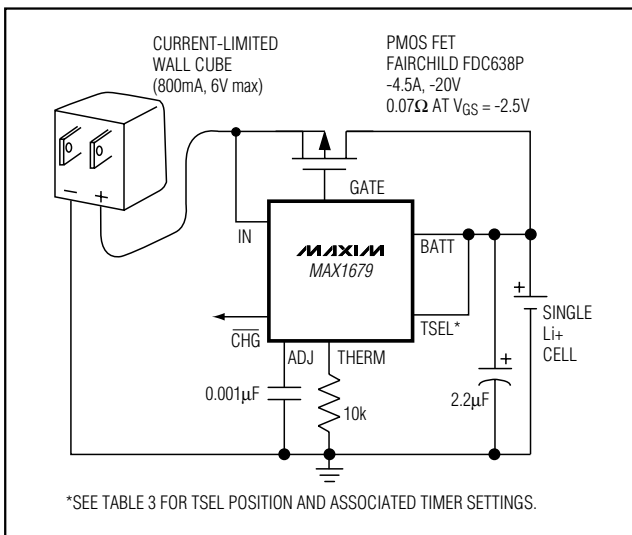 CURRENT-LIMITED
WALL CUBE
(800mA, 6V max)
PMOS FET
FAIRCHILD FDC638P
-4.5A, -20V
0.07Ω AT VGS = -2.5V
– +
GATE
IN
MAXIM
MAX1679
BATT
TSEL*
CHG
ADJ
THERM
+
SINGLE
Li+
CELL
+
2.2μF
0.001μF
10k
*SEE TABLE 3 FOR TSEL POSITION AND ASSOCIATED TIMER SETTINGS.